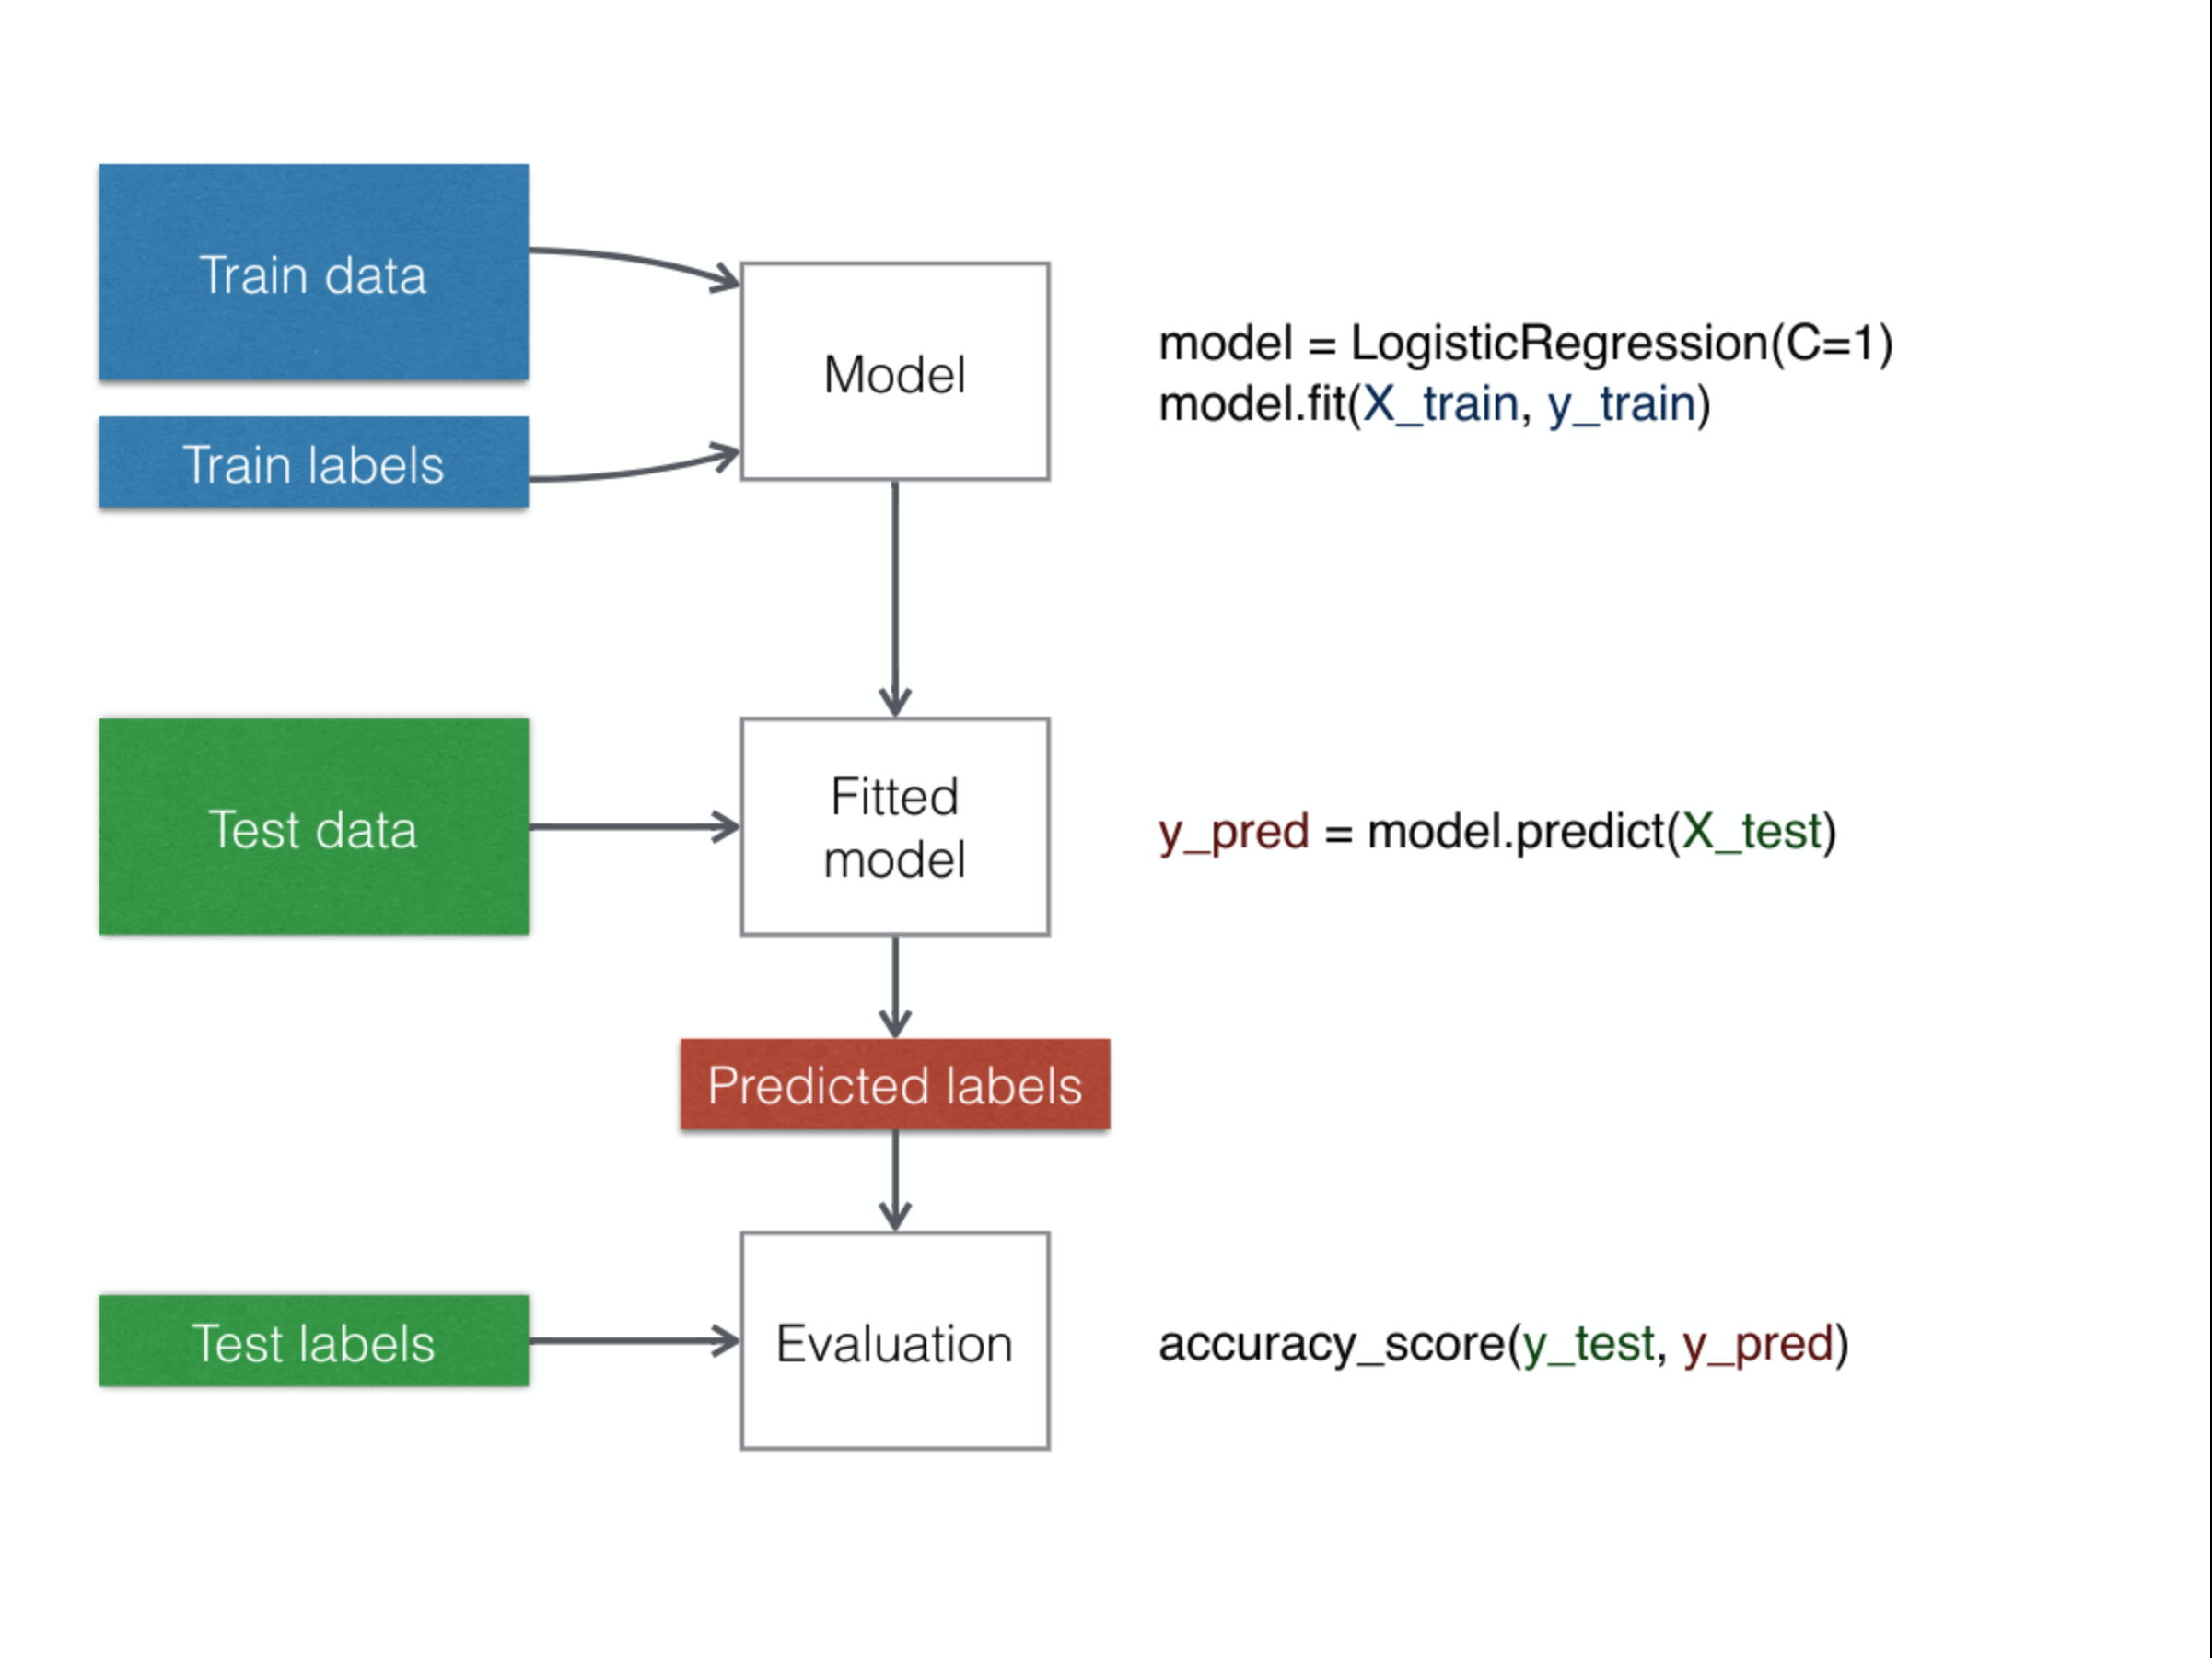 Train data
Train labels
Model
model = LogisticRegression(C=1)
model.fit(X_train, y_train)
Test data
Fitted
model
y_pred = model.predict(X_test)
Predicted labels
Test labels
Evaluation
accuracy_score(y_test, y_pred)